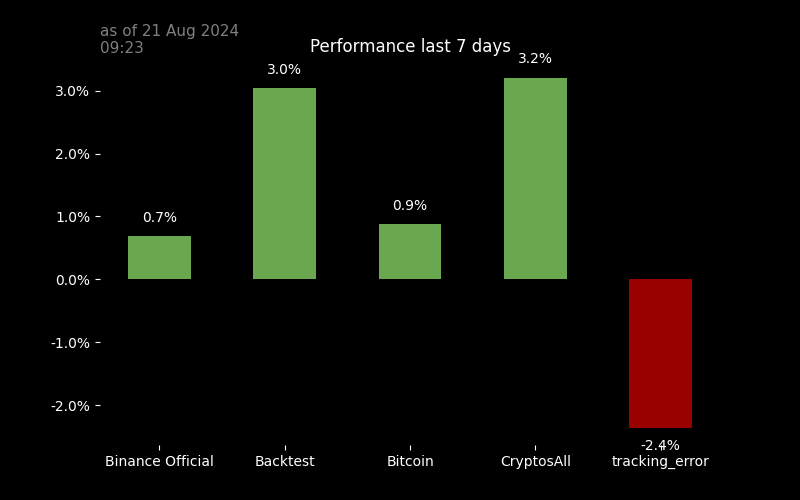 as of 21 Aug 2024
09:23
Performance last 7 days
3.0%
2.0%
1.0%
0.0%
-1.0%
-2.0%
0.7%
3.0%
0.9%
3.2%
-2.4%
Binance Official
Backtest
Bitcoin
CryptosAll
tracking_error